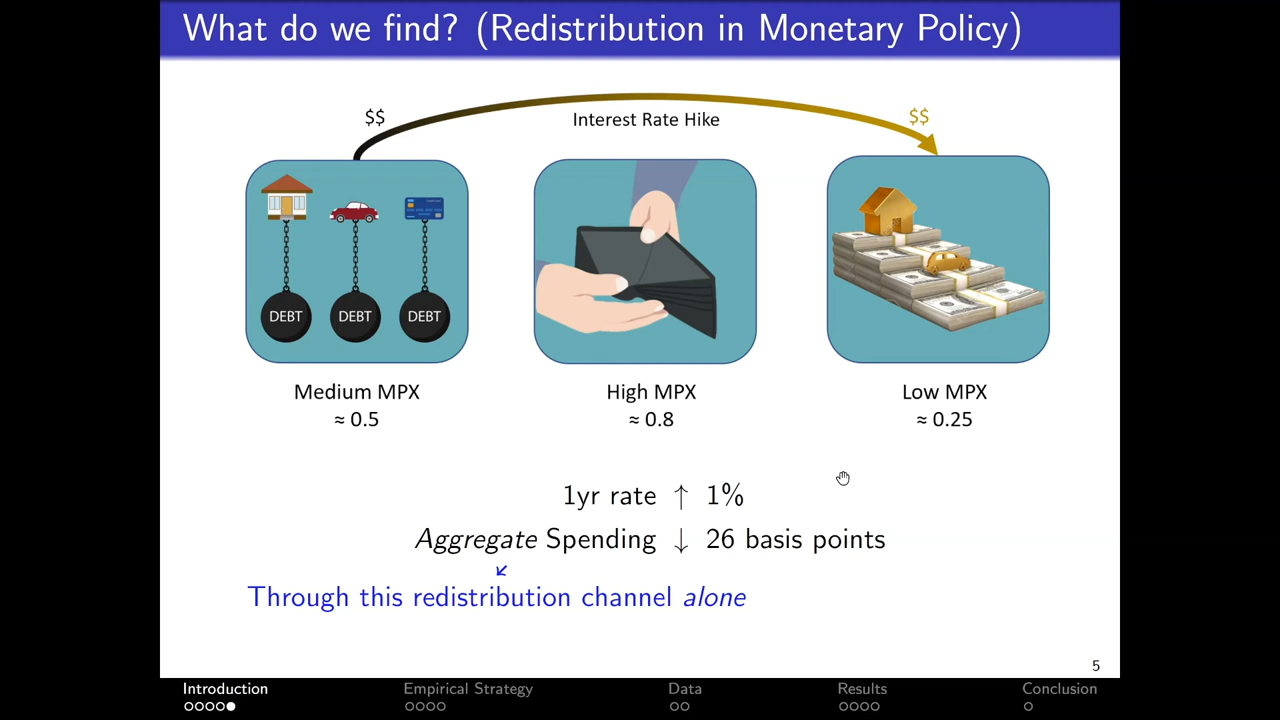 What do we find? (Redistribution in Monetary Policy)
$$
Interest Rate Hike
$$
DEBT
DEBT
DEBT
Medium MPX
≈ 0.5
High MPX
≈ 0.8
Low MPX
≈ 0.25
1yr rate ↑ 1%
Aggregate Spending ↓ 26 basis points
Through this redistribution channel alone
5
Introduction
Empirical Strategy
Data
Results
Conclusion